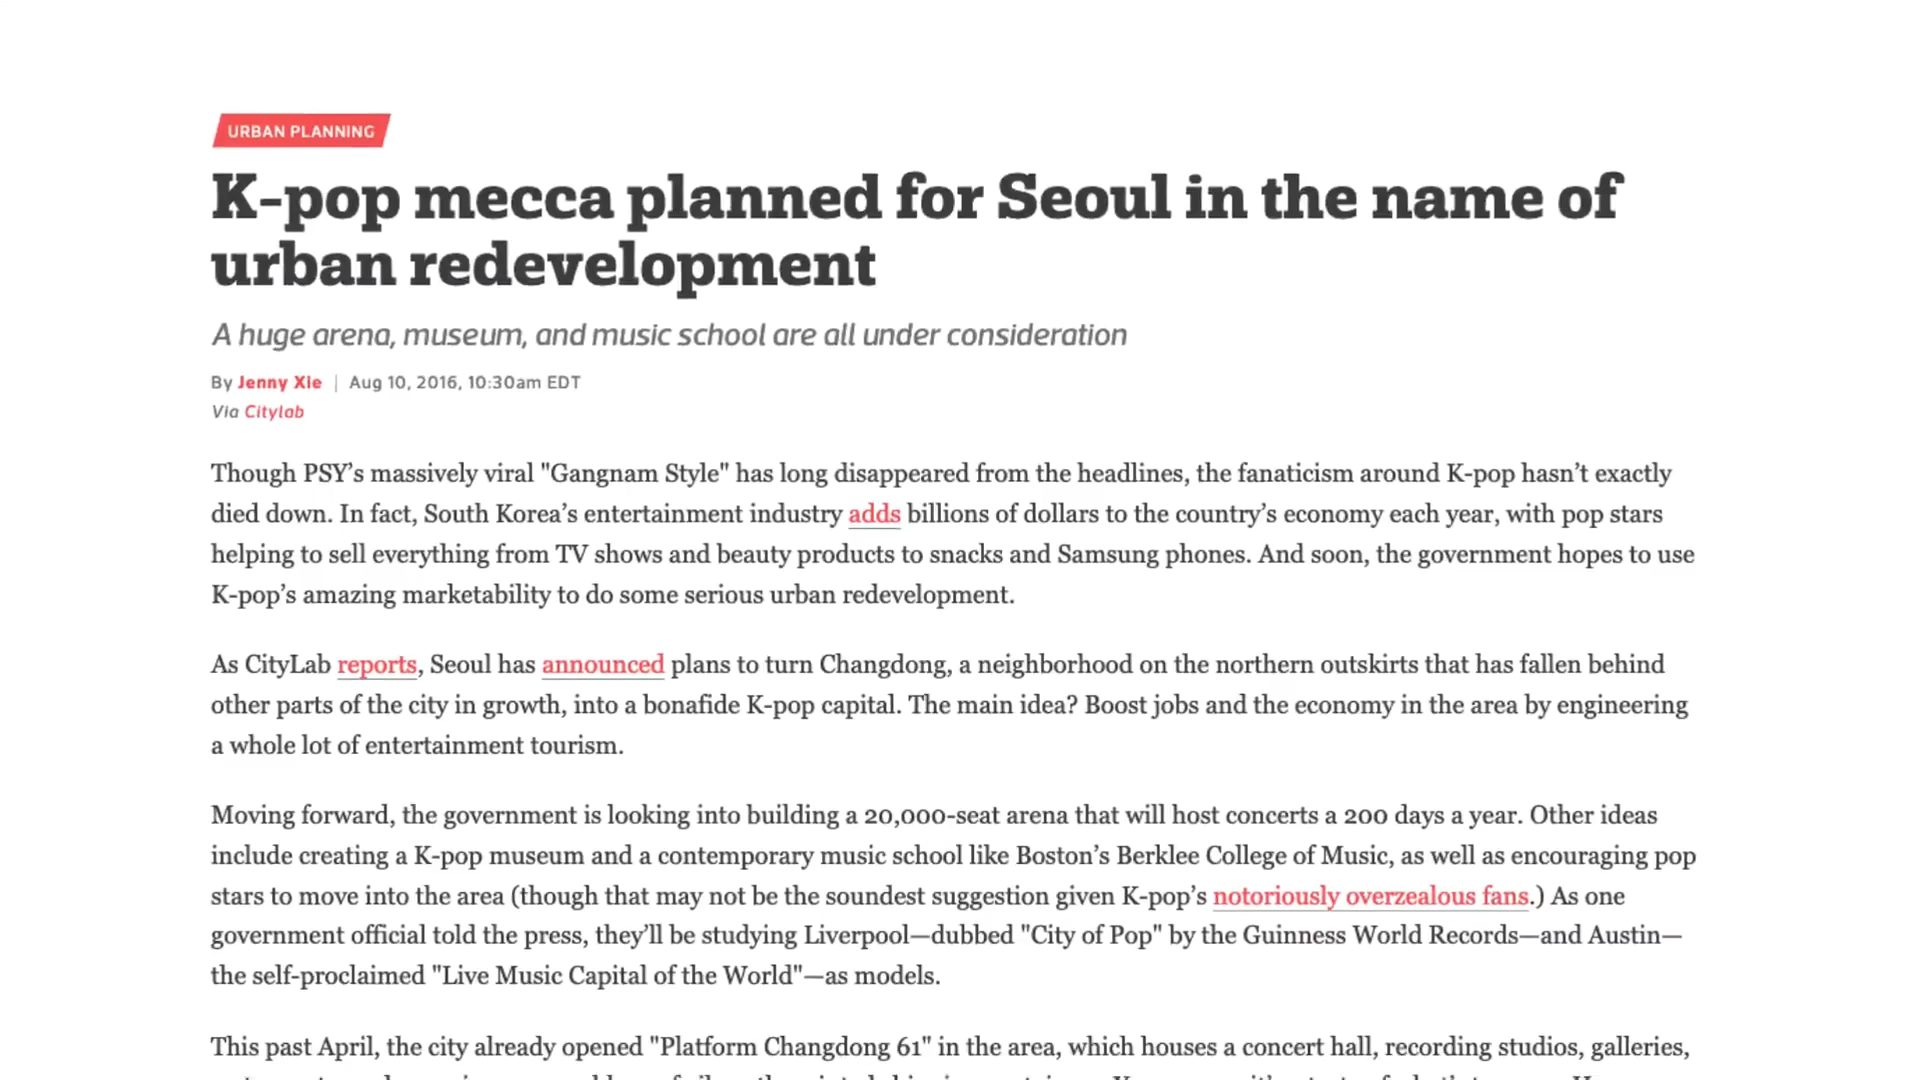 URBAN PLANNING
K-pop mecca planned for Seoul in the name of
urban redevelopment
A huge arena, museum, and music school are all under consideration
By Jenny Xie | Aug 10, 2016, 10:30am EDT
Via Citylab
Though PSY’s massively viral "Gangnam Style" has long disappeared from the headlines, the fanaticism around K-pop hasn’t exactly
died down. In fact, South Korea’s entertainment industry adds billions of dollars to the country’s economy each year, with pop stars
helping to sell everything from TV shows and beauty products to snacks and Samsung phones. And soon, the government hopes to use
K-pop’s amazing marketability to do some serious urban redevelopment.
As CityLab reports, Seoul has announced plans to turn Changdong, a neighborhood on the northern outskirts that has fallen behind
other parts of the city in growth, into a bonafide K-pop capital. The main idea? Boost jobs and the economy in the area by engineering
a whole lot of entertainment tourism.
Moving forward, the government is looking into building a 20,000-seat arena that will host concerts a 200 days a year. Other ideas
include creating a K-pop museum and a contemporary music school like Boston’s Berklee College of Music, as well as encouraging pop
stars to move into the area (though that may not be the soundest suggestion given K-pop’s notoriously overzealous fans.) As one
government official told the press, they’ll be studying Liverpool—dubbed "City of Pop" by the Guinness World Records—and Austin—
the self-proclaimed "Live Music Capital of the World"—as models.
This past April, the city already opened "Platform Changdong 61" in the area, which houses a concert hall, recording studios, galleries,